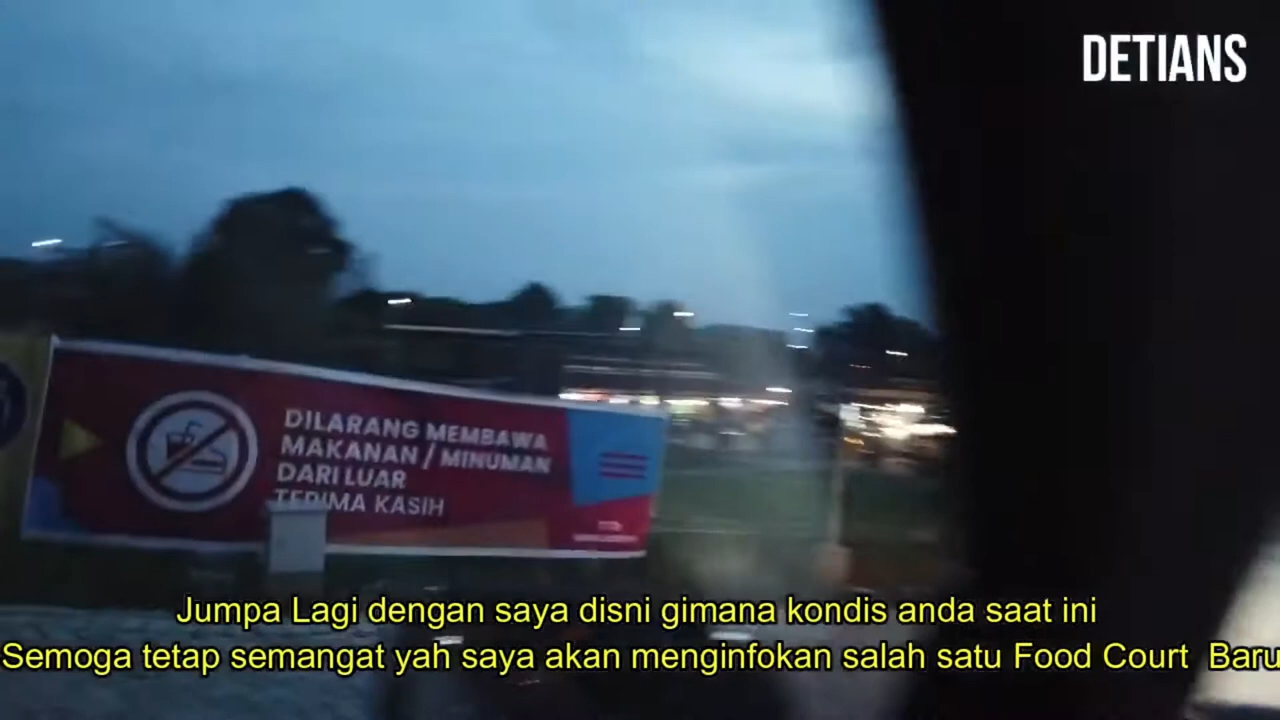 DETIANS
DILARANG MEMBAWA
MAKANAN / MINUMAN
DARI LUAR
TERIMA KASIH
Jumpa Lagi dengan saya disni gimana kondis anda saat ini
Semoga tetap semangat yah saya akan menginfokan salah satu Food Court Baru